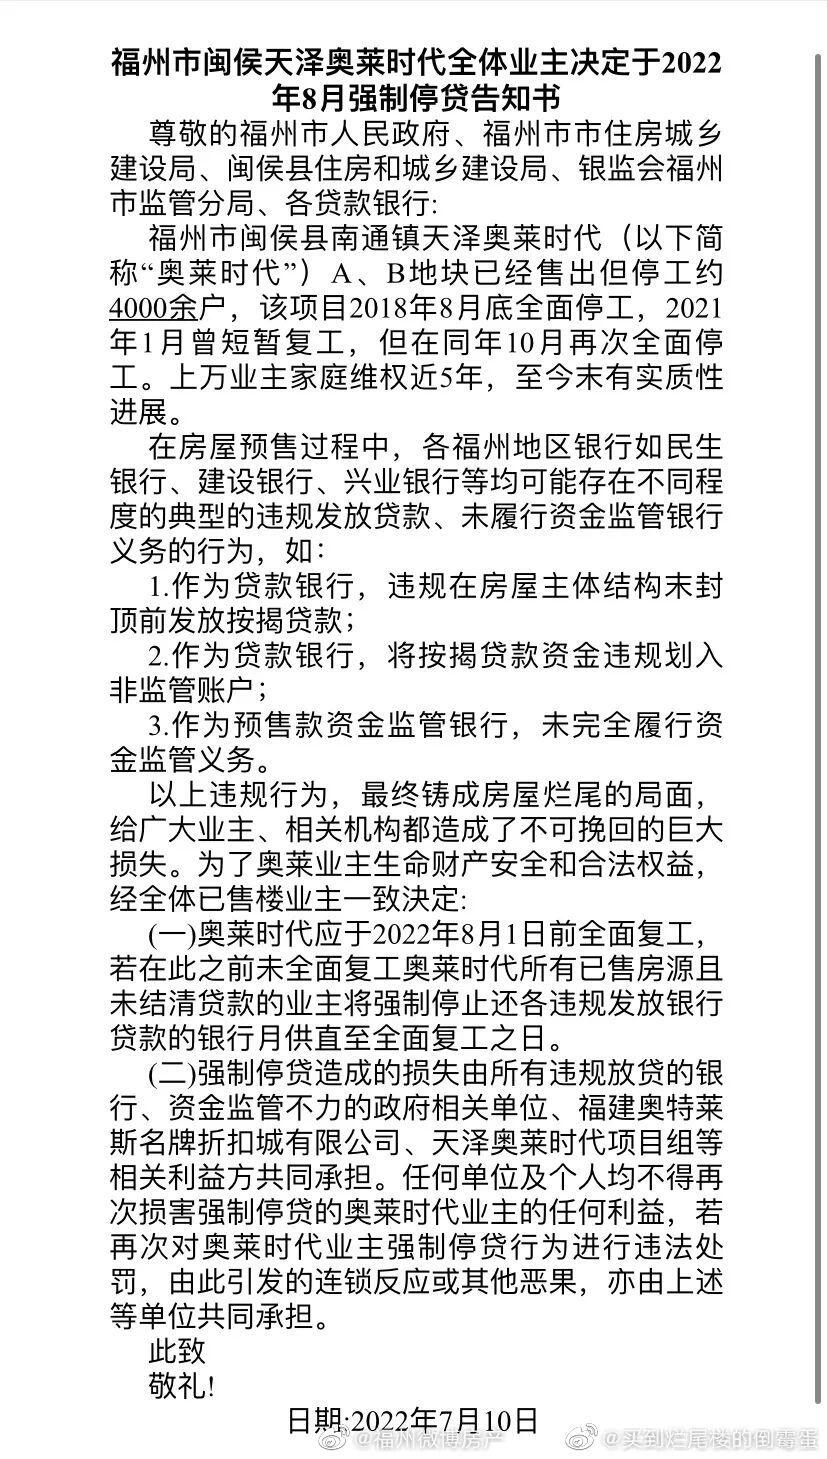 福州市闽侯天泽奥莱时代全体业主决定于2022
年8月强制停贷告知书
尊敬的福州市人民政府、福州市市住房城乡
建设局、闽侯县住房和城乡建设局、银监会福州
市监管分局、各贷款银行:
福州市闽侯县南通镇天泽奥莱时代（以下简
称“奥莱时代”）A、B地块已经售出但停工约
4000余户，该项目2018年8月底全面停工，2021
年1月曾短暂复工，但在同年10月再次全面停
工。上万业主家庭维权近5年，至今末有实质性
进展。
在房屋预售过程中，各福州地区银行如民生
银行、建设银行、兴业银行等均可能存在不同程
度的典型的违规发放贷款、未履行资金监管银行
义务的行为，如：
1.作为贷款银行，违规在房屋主体结构末封
顶前发放按揭贷款；
2.作为贷款银行，将按揭贷款资金违规划入
非监管账户；
3.作为预售款资金监管银行，未完全履行资
金监管义务。
以上违规行为，最终铸成房屋烂尾的局面，
给广大业主、相关机构都造成了不可挽回的巨大
损失。为了奥莱业主生命财产安全和合法权益，
经全体已售楼业主一致決定:
(一)奥莱时代应于2022年8月1日前全面复工，
若在此之前未全面复工奥莱时代所有已售房源且
未结清贷款的业主将强制停止还各违规发放银行
贷款的银行月供直至全面复工之日。
(二)强制停贷造成的损失由所有违规放贷的银
行、资金监管不力的政府相关单位、福建奥特莱
斯名牌折扣城有限公司、天泽奥莱时代项目组等
相关利益方共同承担。任何单位及个人均不得再
次损害强制停贷的奥莱时代业主的任何利益，若
再次对奥莱时代业主强制停贷行为进行违法处
罚，由此引发的连锁反应或其他恶果，亦由上述
等单位共同承担。
此致
敬礼!
日期:2022年7月10日
@福州微博房产
@买到烂尾楼的倒霉蛋